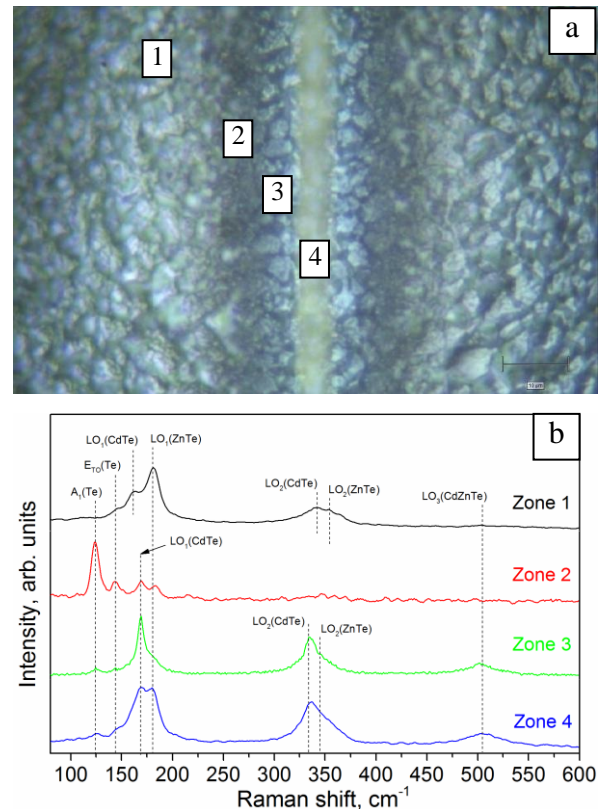 a
1
2
3
4
b
LO₁(CdTe)
LO₁(ZnTe)
E_TO(Te)
A₁(Te)
LO₂(CdTe)
LO₂(ZnTe)
LO₃(CdZnTe)
Zone 1
LO₁(CdTe)
Zone 2
LO₂(CdTe)
LO₂(ZnTe)
Zone 3
Zone 4
Intensity, arb. units
100 150 200 250 300 350 400 450 500 550 600
Raman shift, cm⁻¹